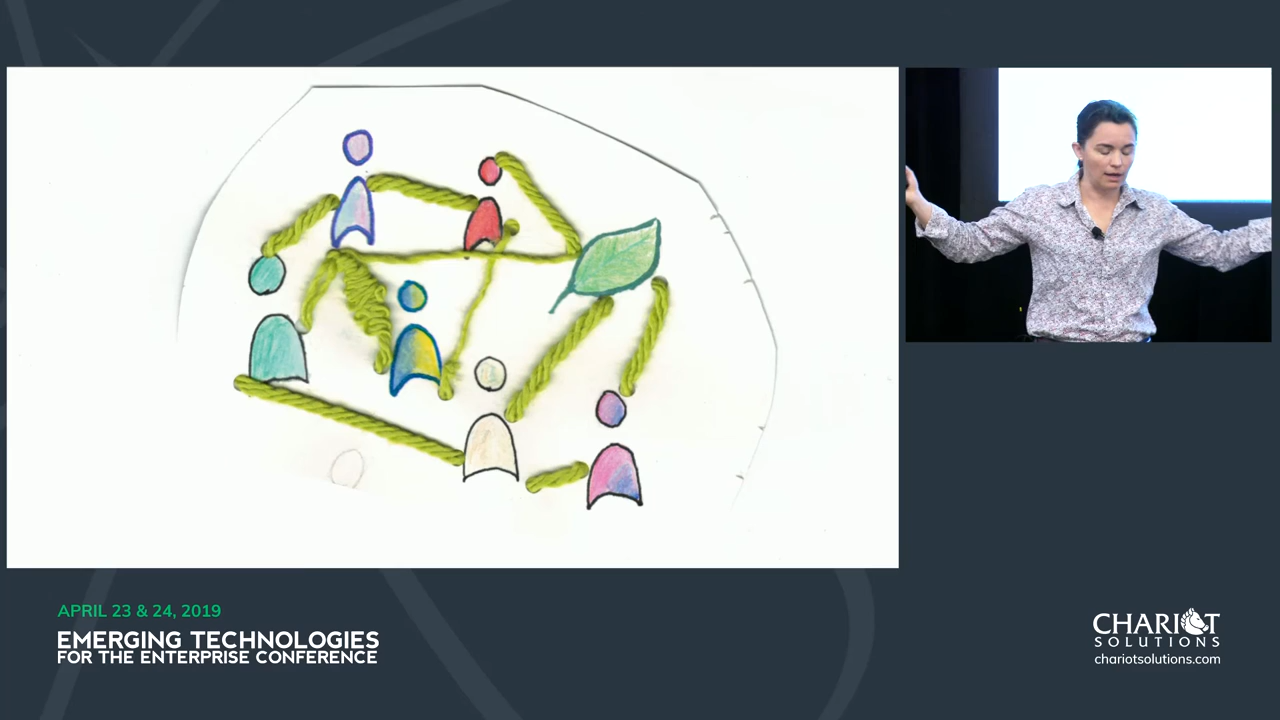 APRIL 23 & 24, 2019
EMERGING TECHNOLOGIES
FOR THE ENTERPRISE CONFERENCE
CHARIOT
SOLUTIONS
chariotsolutions.com